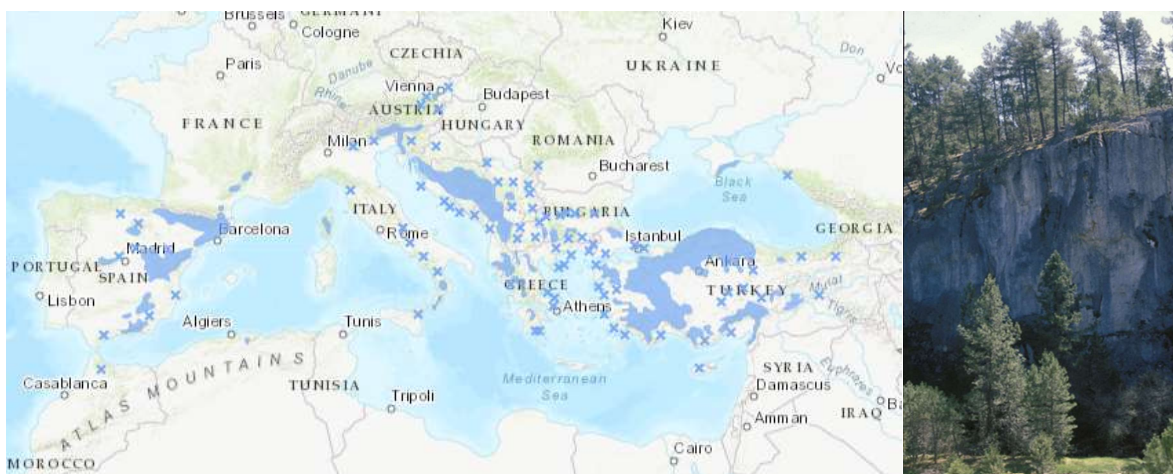 Brussels
GERMANY
Cologne
Kiev
Don
Paris
CZECHIA
UKRAINE
Danube
Vienna
Rhine
Budapest
AUSTRIA
FRANCE
HUNGARY
Milan
ROMANIA
Bucharest
Black
Sea
ITALY
BULGARIA
GEORGIA
Barcelona
Rome
Istanbul
Madrid
Ankara
PORTUGAL
SPAIN
GREECE
TURKEY
Murat
Lisbon
Athens
Tigris
Algiers
Tunis
ATLAS MOUNTAINS
SYRIA
Euphrates
Casablanca
TUNISIA
Mediterranean
Sea
Damascus
Tripoli
IRAQ
Ba
Amman
MOROCCO
Cairo